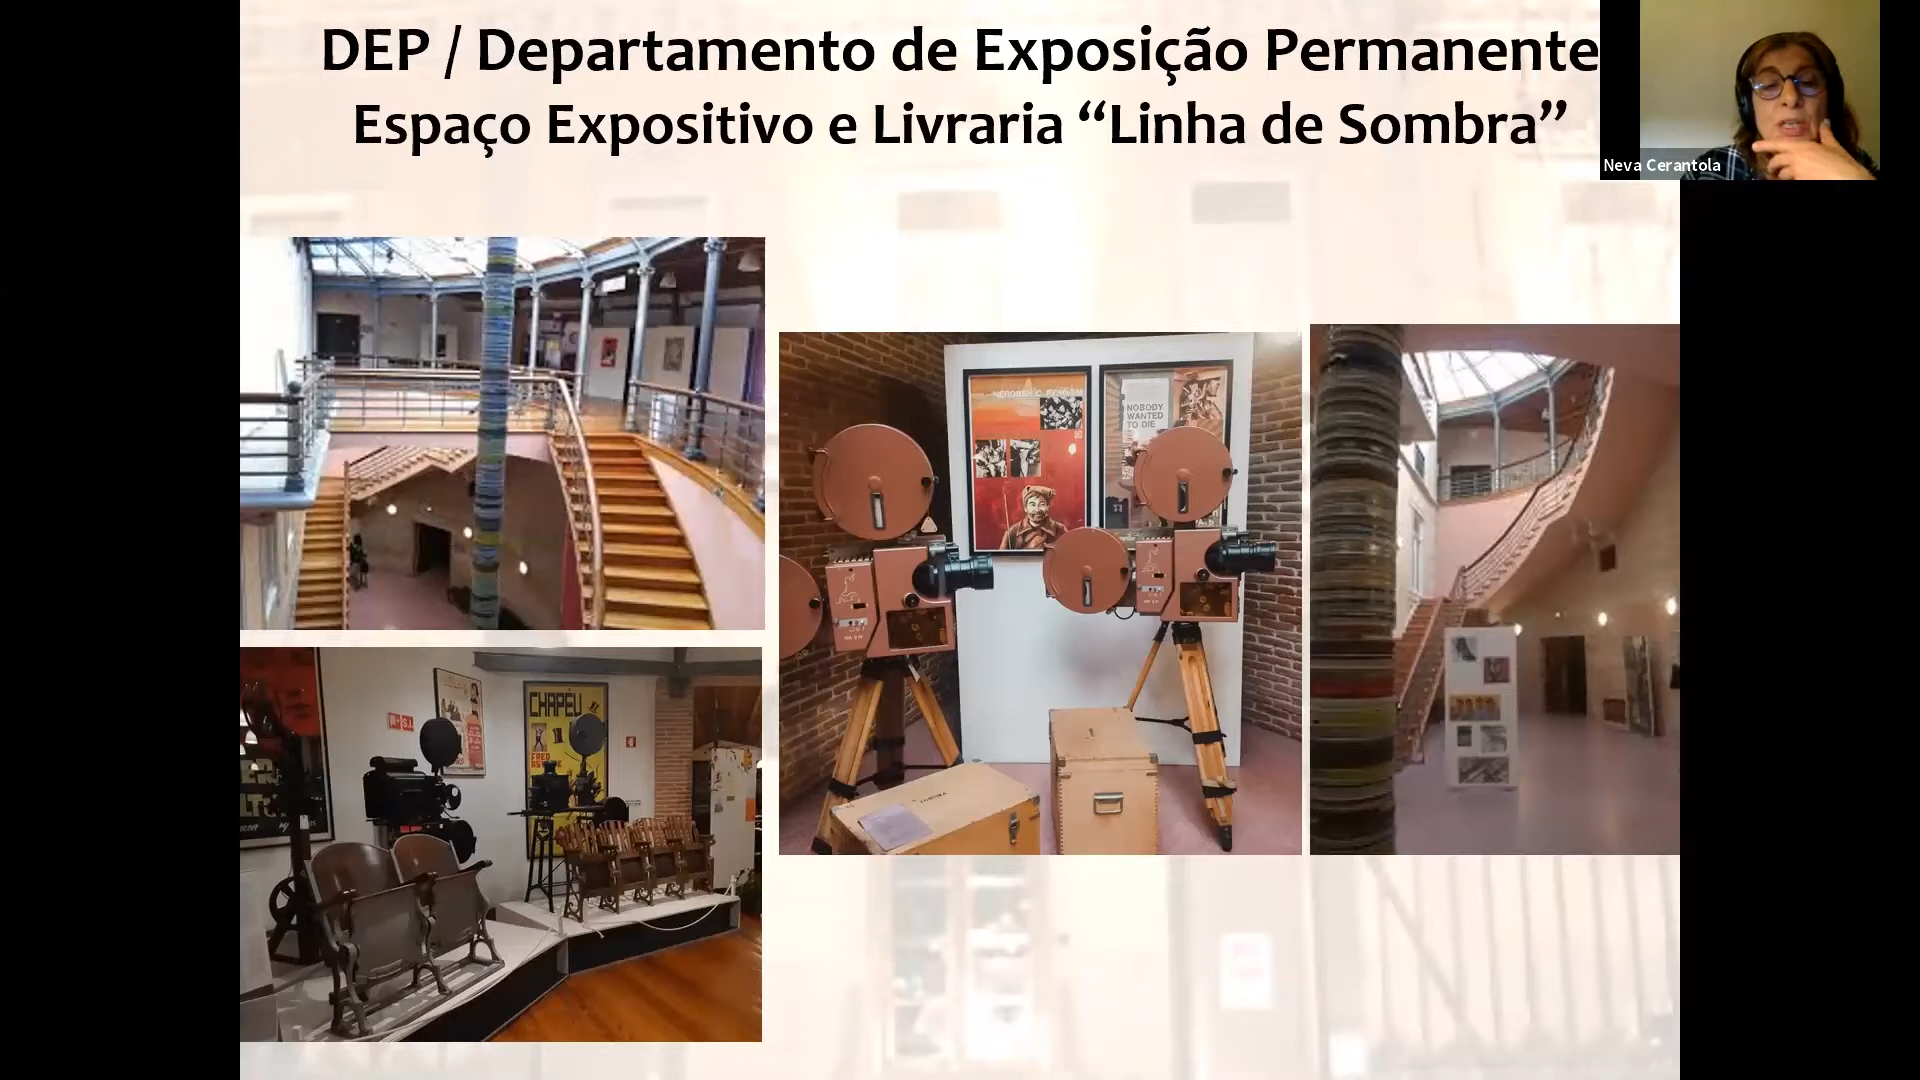 DEP / Departamento de Exposição Permanente
Espaço Expositivo e Livraria “Linha de Sombra”
Neva Cerantola
NOBODY
WANTED
TO DIE
CHAPÉU